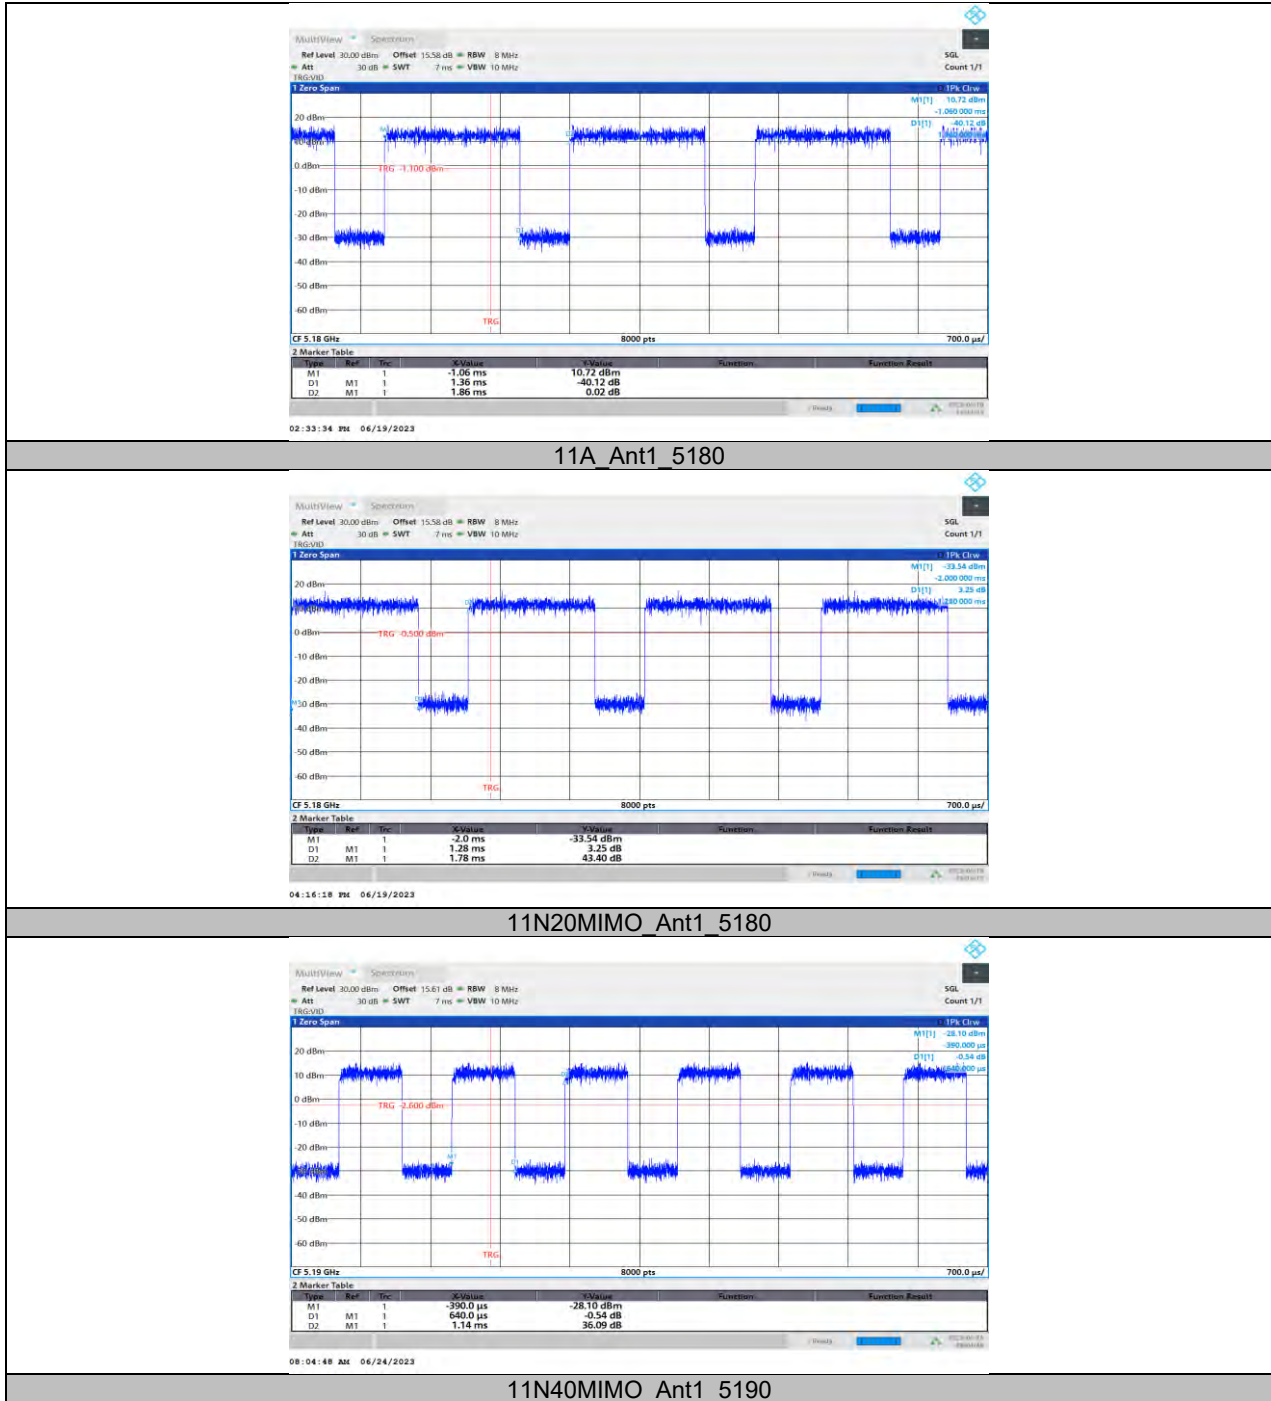 MultiView Spectrum
Ref Level 30.00 dBm Offset 15.58 dB RBW 8 MHz SGL
Att 30 dB SWT 7 ms VBW 10 MHz Count 1/1
TRG:VID
1 Zero Span 1Pk Clrw
M1[1] 10.72 dBm
-1.060 000 ms
20 dBm
D1[1] -40.12 dB
0 dBm
TRG -1.100 dBm
-10 dBm
-20 dBm
-30 dBm
-40 dBm
-50 dBm
-60 dBm
TRG
CF 5.18 GHz 8000 pts 700.0 µs/
2 Marker Table
Type Ref Trc X-Value Y-Value Function Function Result
M1 1 -1.06 ms 10.72 dBm
D1 M1 1 1.36 ms -40.12 dB
D2 M1 1 1.86 ms 0.02 dB
Ready
02:33:34 PM 06/19/2023
11A_Ant1_5180
MultiView Spectrum
Ref Level 30.00 dBm Offset 15.58 dB RBW 8 MHz SGL
Att 30 dB SWT 7 ms VBW 10 MHz Count 1/1
TRG:VID
1 Zero Span 1Pk Clrw
M1[1] -33.54 dBm
-2.000 000 ms
20 dBm
D1[1] 3.25 dB
1.280 000 ms
0 dBm
TRG -0.500 dBm
-10 dBm
-20 dBm
-40 dBm
-50 dBm
-60 dBm
TRG
CF 5.18 GHz 8000 pts 700.0 µs/
2 Marker Table
Type Ref Trc X-Value Y-Value Function Function Result
M1 1 -2.0 ms -33.54 dBm
D1 M1 1 1.28 ms 3.25 dB
D2 M1 1 1.78 ms 43.40 dB
Ready
04:16:18 PM 06/19/2023
11N20MIMO_Ant1_5180
MultiView Spectrum
Ref Level 30.00 dBm Offset 15.61 dB RBW 8 MHz SGL
Att 30 dB SWT 7 ms VBW 10 MHz Count 1/1
TRG:VID
1 Zero Span 1Pk Clrw
M1[1] -28.10 dBm
-390.000 µs
20 dBm
D1[1] -0.54 dB
640.000 µs
10 dBm
0 dBm
TRG -2.600 dBm
-10 dBm
-20 dBm
M1
D1
-40 dBm
-50 dBm
-60 dBm
TRG
CF 5.19 GHz 8000 pts 700.0 µs/
2 Marker Table
Type Ref Trc X-Value Y-Value Function Function Result
M1 1 -390.0 µs -28.10 dBm
D1 M1 1 640.0 µs -0.54 dB
D2 M1 1 1.14 ms 36.09 dB
Ready
08:04:48 AM 06/24/2023
11N40MIMO_Ant1_5190